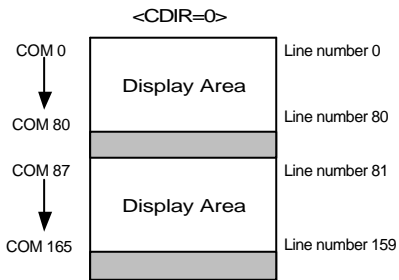 <CDIR=0>
COM 0
Line number 0
Display Area
COM 80
Line number 80
COM 87
Line number 81
Display Area
COM 165
Line number 159